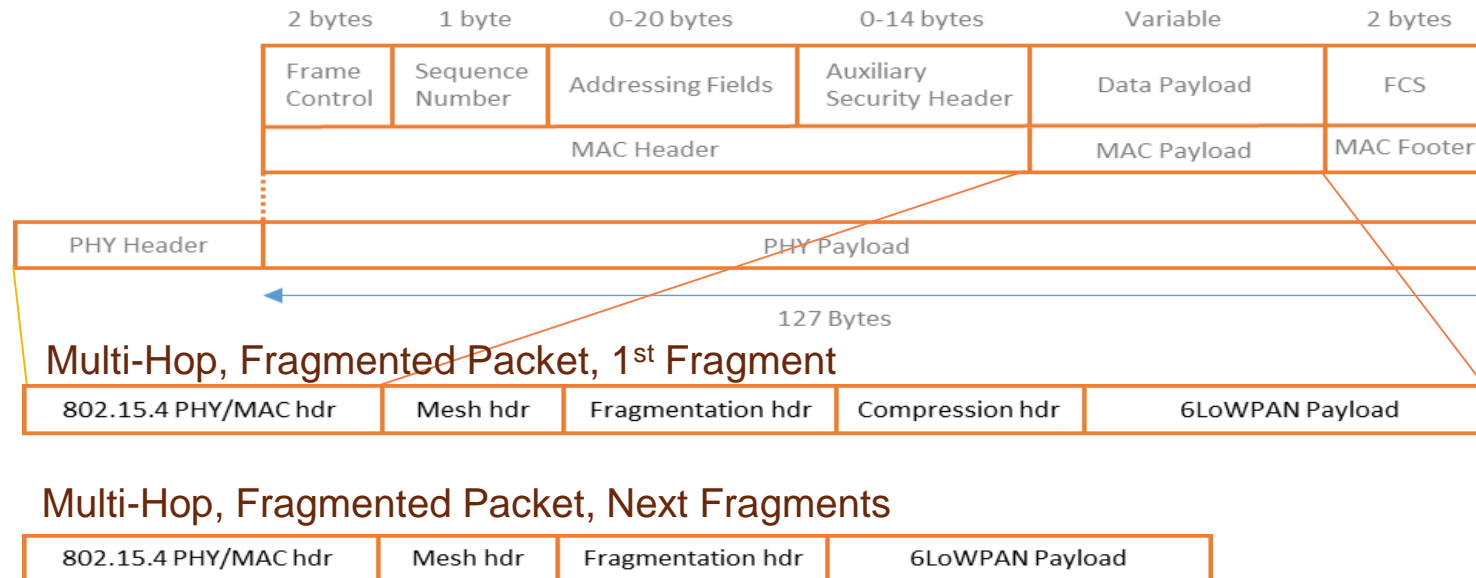 2 bytes 1 byte 0-20 bytes 0-14 bytes Variable 2 bytes
Frame Control Sequence Number Addressing Fields Auxiliary Security Header Data Payload FCS
MAC Header MAC Payload MAC Footer
PHY Header PHY Payload
127 Bytes
Multi-Hop, Fragmented Packet, 1st Fragment
802.15.4 PHY/MAC hdr Mesh hdr Fragmentation hdr Compression hdr 6LoWPAN Payload
Multi-Hop, Fragmented Packet, Next Fragments
802.15.4 PHY/MAC hdr Mesh hdr Fragmentation hdr 6LoWPAN Payload